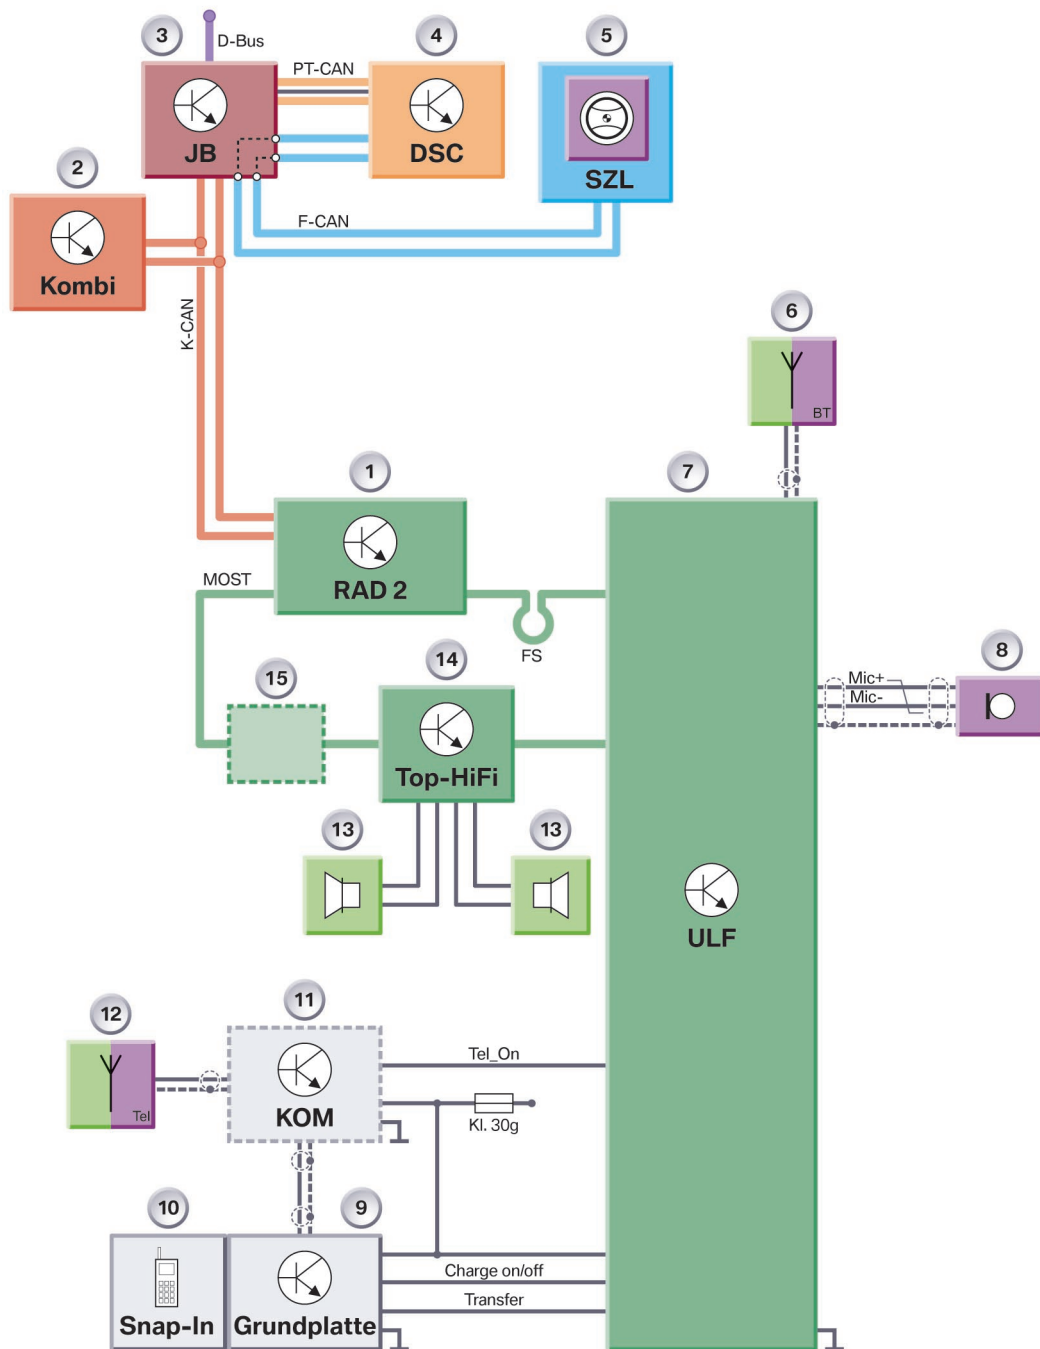 3
4
5
D-Bus
PT-CAN
JB
DSC
SZL
2
F-CAN
Kombi
K-CAN
6
BT
1
7
MOST
RAD 2
FS
14
8
15
Mic+
Mic-
Top-HiFi
13
13
ULF
11
12
Tel_On
KOM
Tel
Kl. 30g
10
9
Charge on/off
Transfer
Snap-In
Grundplatte